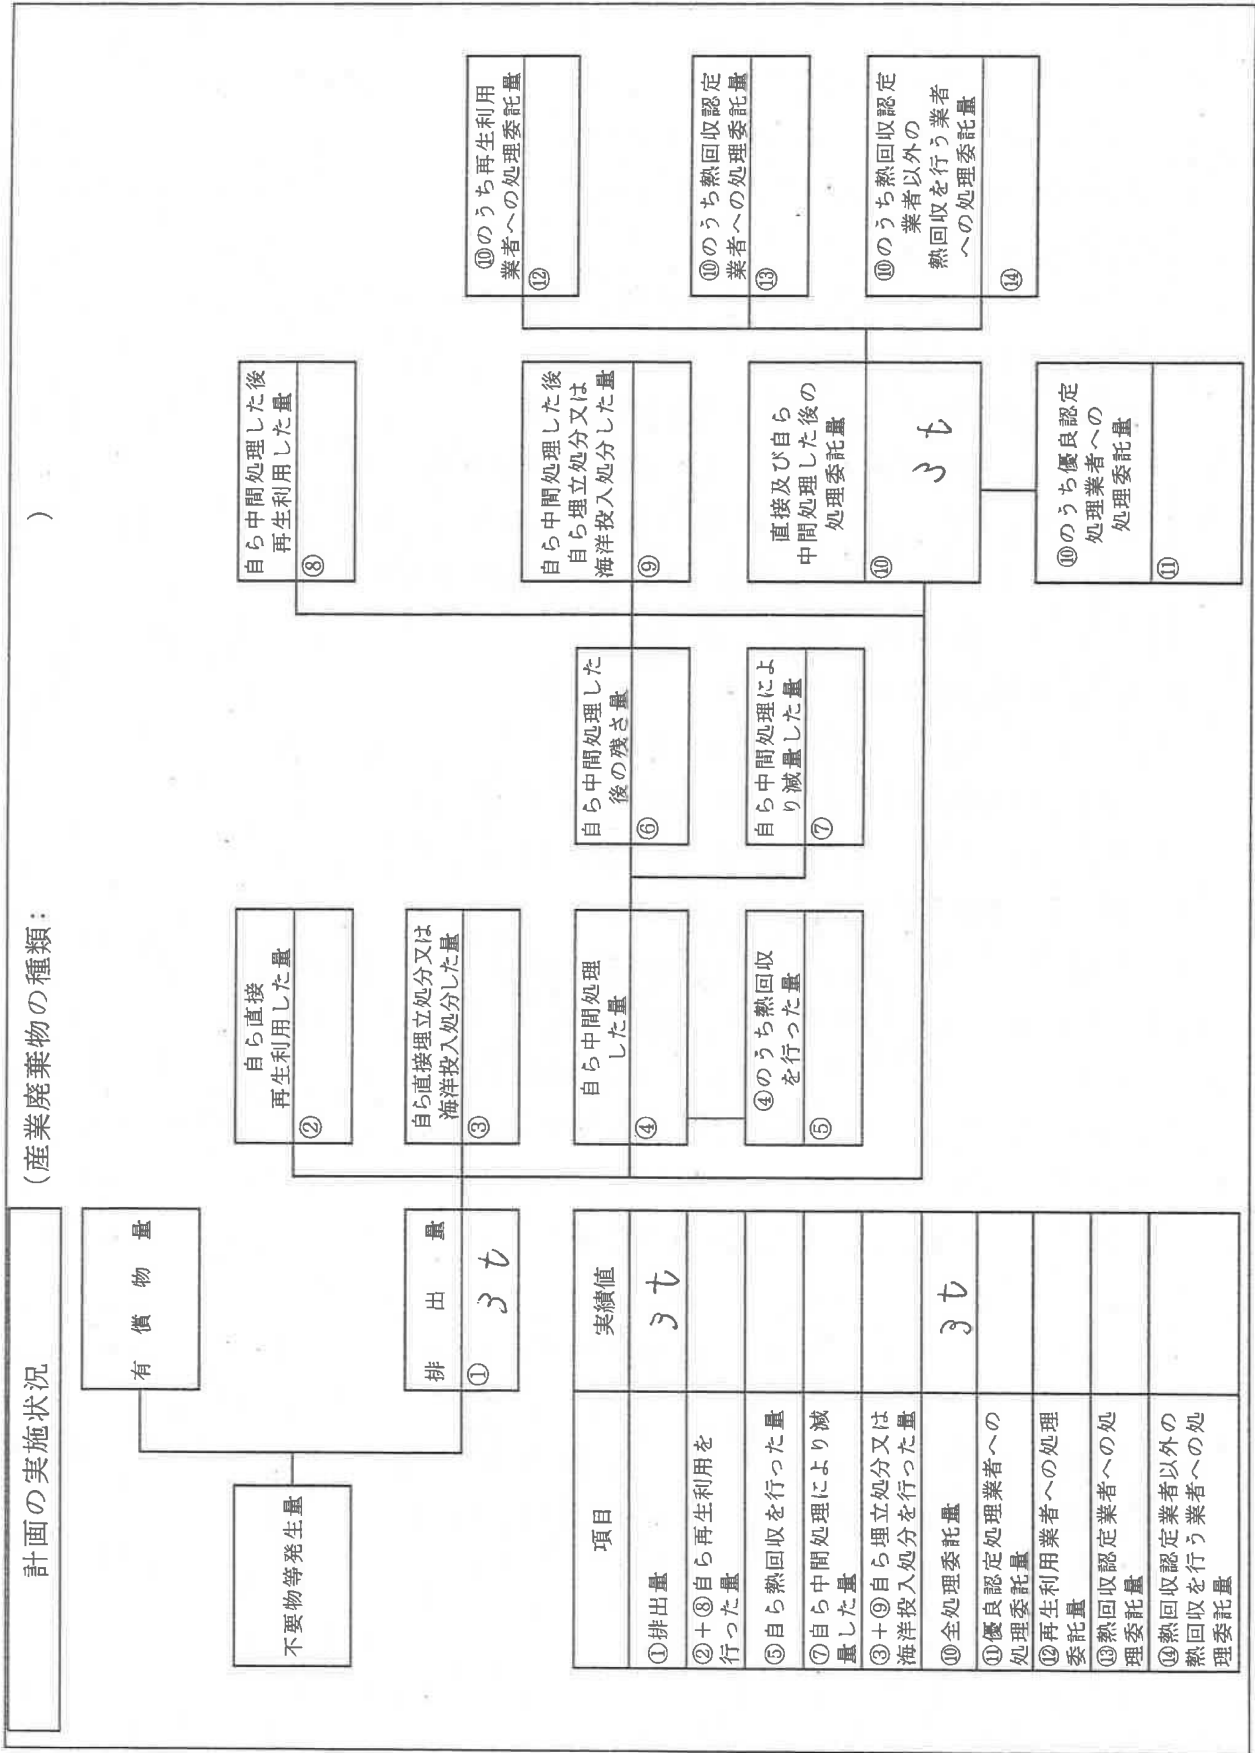 計画の実施状況
(産業廃棄物の種類： )
不要物等発生量
有償物量
排出量
① 3t
自ら直接
再生利用した量
②
自ら直接埋立処分又は
海洋投入処分した量
③
自ら中間処理
した量
④
④のうち熱回収
を行った量
⑤
自ら中間処理した
後の残さ量
⑥
自ら中間処理によ
り減量した量
⑦
自ら中間処理した後
再生利用した量
⑧
自ら中間処理した後
自ら埋立処分又は
海洋投入処分した量
⑨
直接及び自ら
中間処理した後の
処理委託量
⑩ 3t
⑩のうち優良認定
処理業者への
処理委託量
⑪
⑩のうち再生利用
業者への処理委託量
⑫
⑩のうち熱回収認定
業者への処理委託量
⑬
⑩のうち熱回収認定
業者以外の
熱回収を行う業者
への処理委託量
⑭
項目 実績値
①排出量 3t
②＋⑧自ら再生利用を
行った量
⑤自ら熱回収を行った量
⑦自ら中間処理により減
量した量
③＋⑨自ら埋立処分又は
海洋投入処分を行った量
⑩全処理委託量 3t
⑪優良認定処理業者への
処理委託量
⑫再生利用業者への処理
委託量
⑬熱回収認定業者への処
理委託量
⑭熱回収認定業者以外の
熱回収を行う業者への処
理委託量